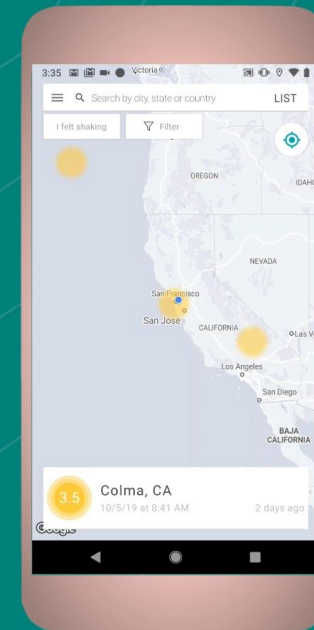 3:35
Victoria
Search by city, state or country
LIST
I felt shaking
Filter
OREGON
IDAHO
NEVADA
San Francisco
San Jose
CALIFORNIA
Las V
Los Angeles
San Diego
BAJA
CALIFORNIA
3.5
Colma, CA
10/5/19 at 8:41 AM
2 days ago
Google